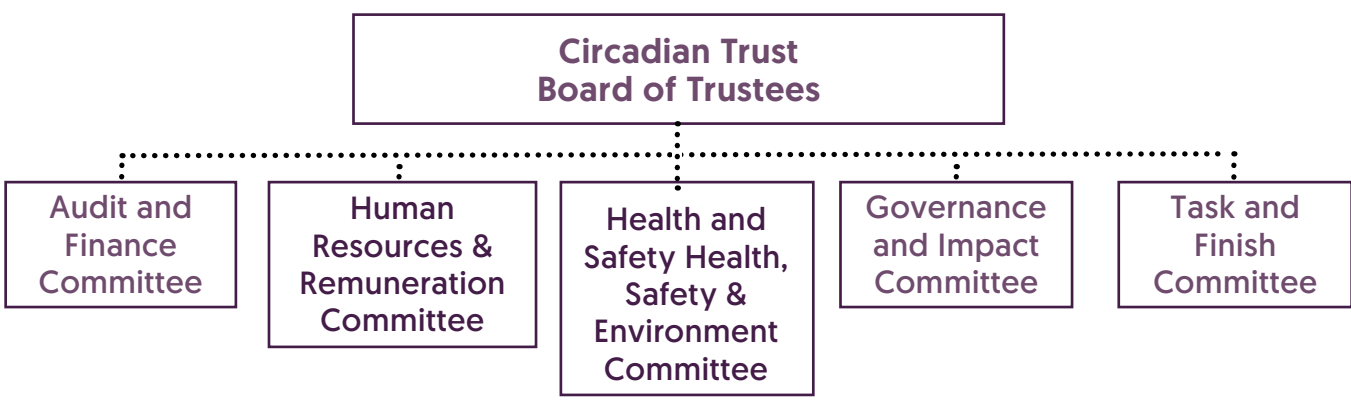 Circadian Trust
Board of Trustees
Audit and
Finance
Committee
Human
Resources &
Remuneration
Committee
Health and
Safety Health,
Safety &
Environment
Committee
Governance
and Impact
Committee
Task and
Finish
Committee